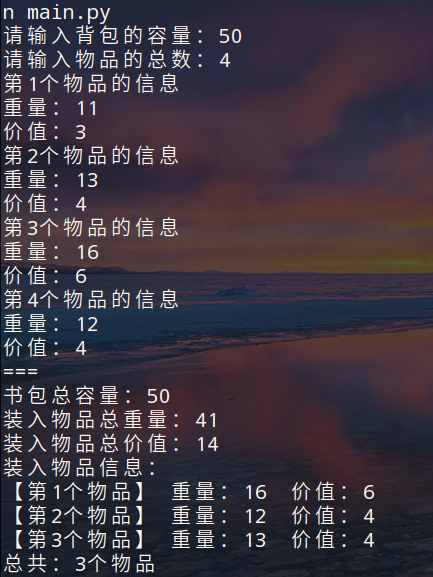 n main.py
请输入背包的容量：50
请输入物品的总数：4
第1个物品的信息
重量：11
价值：3
第2个物品的信息
重量：13
价值：4
第3个物品的信息
重量：16
价值：6
第4个物品的信息
重量：12
价值：4
===
书包总容量：50
装入物品总重量：41
装入物品总价值：14
装入物品信息：
【第1个物品】 重量：16 价值：6
【第2个物品】 重量：12 价值：4
【第3个物品】 重量：13 价值：4
总共：3个物品